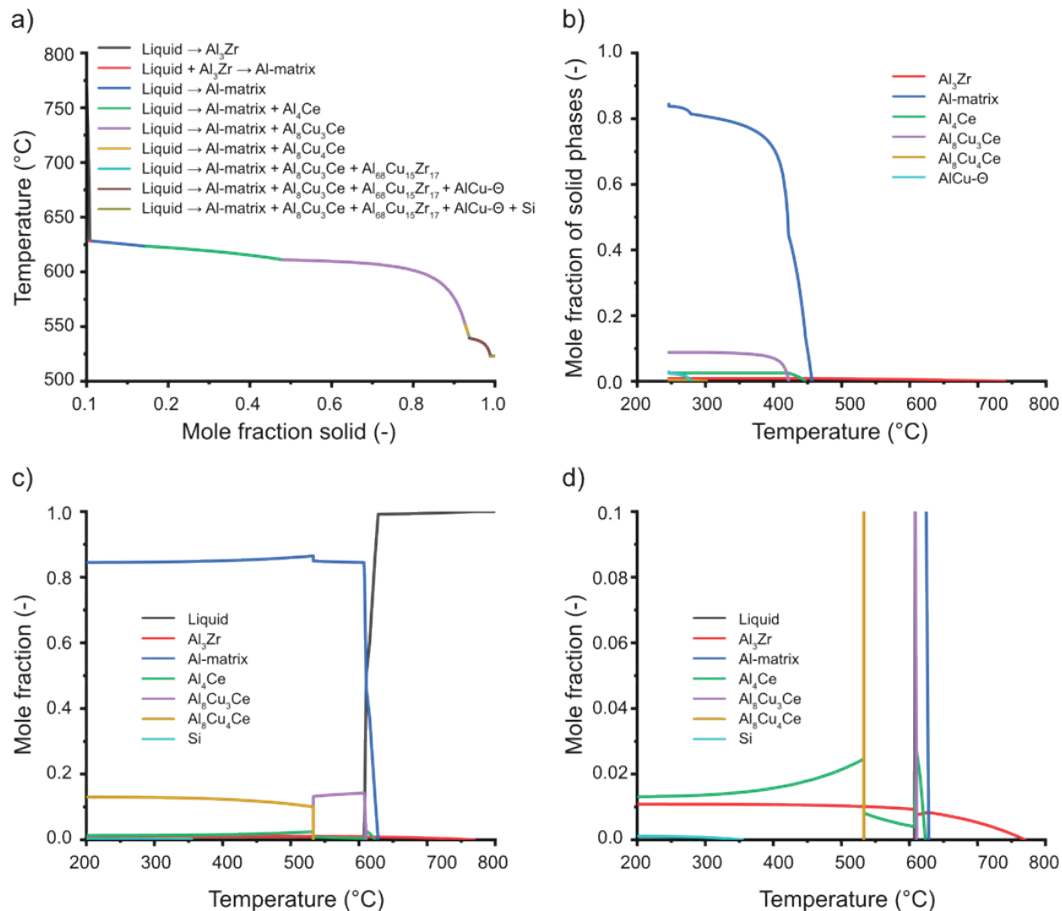 a)
800
750
700
650
600
550
500
Temperature (°C)
0.1
0.2
0.4
0.6
0.8
1.0
Mole fraction solid (-)
Liquid → Al₃Zr
Liquid + Al₃Zr → Al-matrix
Liquid → Al-matrix
Liquid → Al-matrix + Al₄Ce
Liquid → Al-matrix + Al₈Cu₃Ce
Liquid → Al-matrix + Al₈Cu₄Ce
Liquid → Al-matrix + Al₈Cu₃Ce + Al₆₈Cu₁₅Zr₁₇
Liquid → Al-matrix + Al₈Cu₃Ce + Al₆₈Cu₁₅Zr₁₇ + AlCu-Θ
Liquid → Al-matrix + Al₈Cu₃Ce + Al₆₈Cu₁₅Zr₁₇ + AlCu-Θ + Si
b)
Mole fraction of solid phases (-)
1.0
0.8
0.6
0.4
0.2
0.0
200
300
400
500
600
700
800
Temperature (°C)
Al₃Zr
Al-matrix
Al₄Ce
Al₈Cu₃Ce
Al₈Cu₄Ce
AlCu-Θ
c)
Mole fraction (-)
1.0
0.8
0.6
0.4
0.2
0.0
200
300
400
500
600
700
800
Temperature (°C)
Liquid
Al₃Zr
Al-matrix
Al₄Ce
Al₈Cu₃Ce
Al₈Cu₄Ce
Si
d)
Mole fraction (-)
0.1
0.08
0.06
0.04
0.02
0.0
200
300
400
500
600
700
800
Temperature (°C)
Liquid
Al₃Zr
Al-matrix
Al₄Ce
Al₈Cu₃Ce
Al₈Cu₄Ce
Si